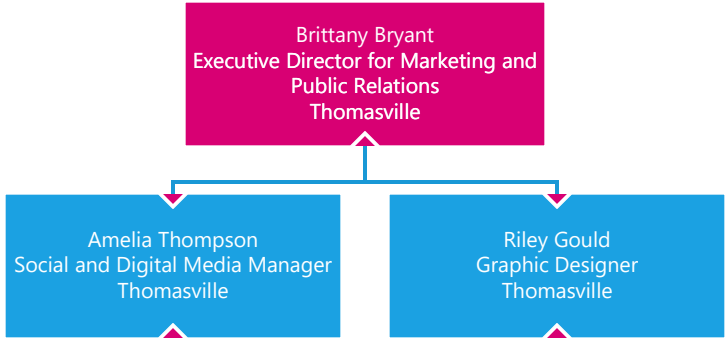 Brittany Bryant
Executive Director for Marketing and
Public Relations
Thomasville
Amelia Thompson
Social and Digital Media Manager
Thomasville
Riley Gould
Graphic Designer
Thomasville